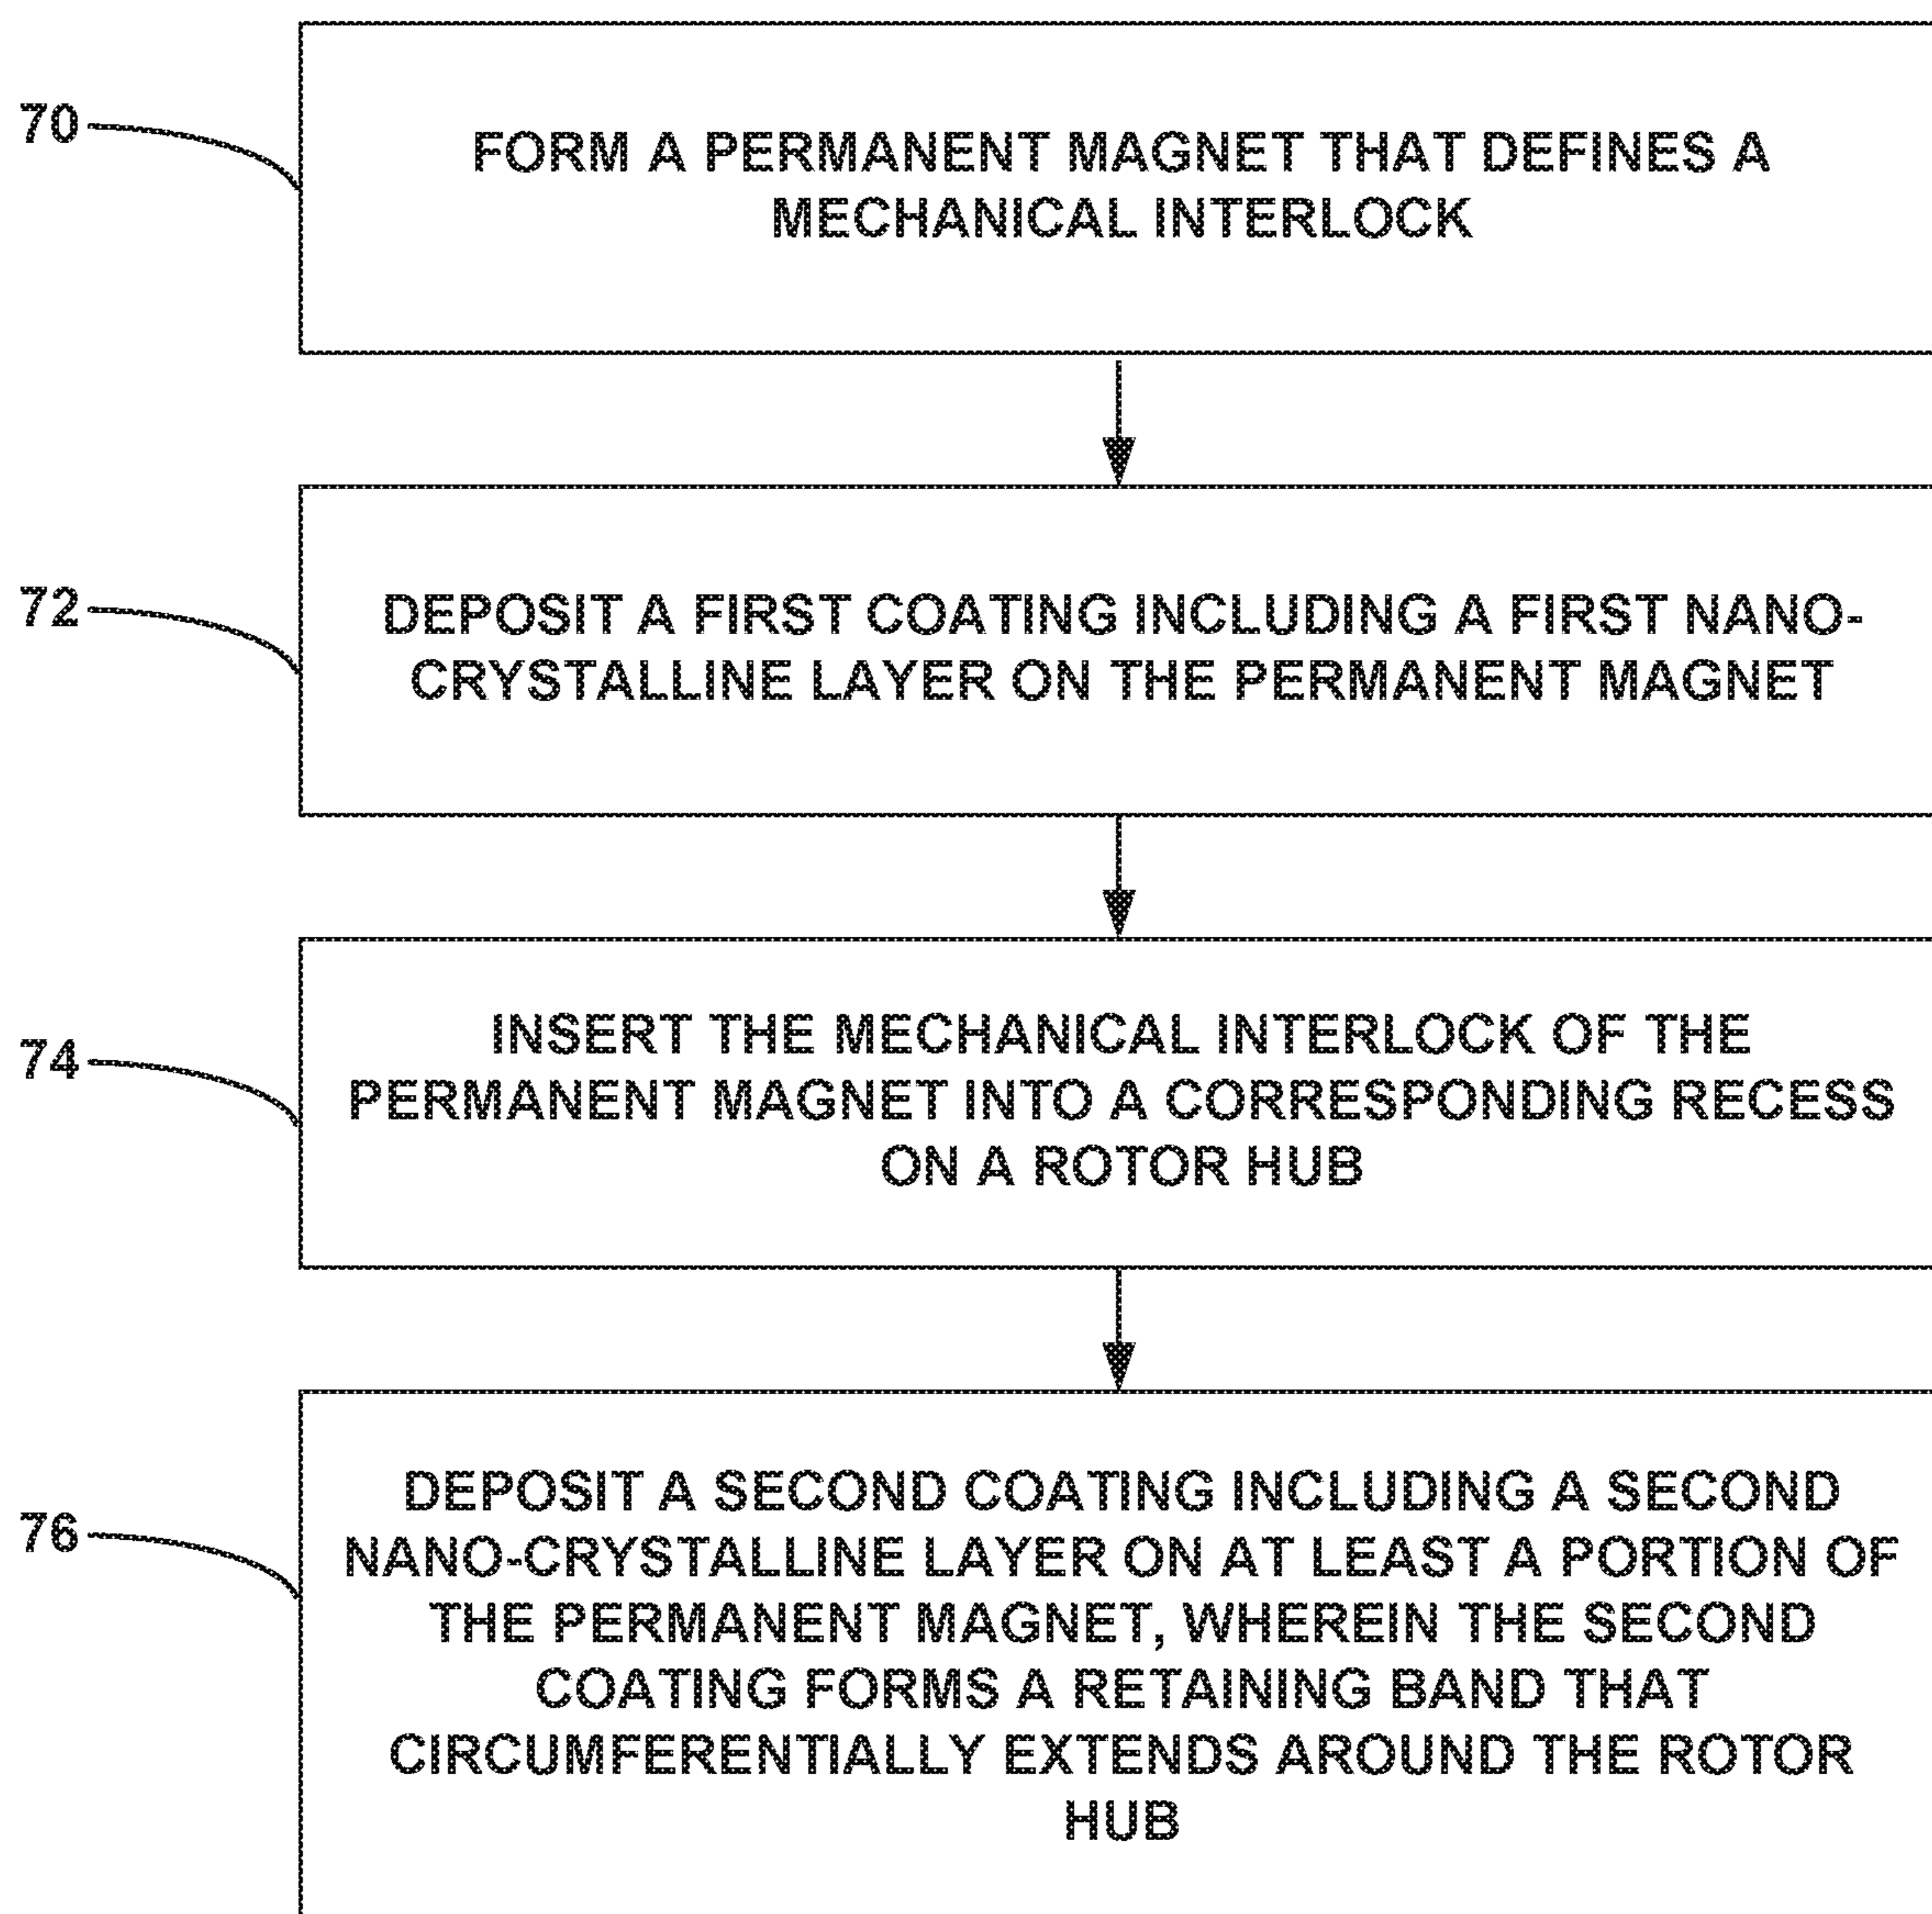 70
FORM A PERMANENT MAGNET THAT DEFINES A
MECHANICAL INTERLOCK
72
DEPOSIT A FIRST COATING INCLUDING A FIRST NANO-
CRYSTALLINE LAYER ON THE PERMANENT MAGNET
74
INSERT THE MECHANICAL INTERLOCK OF THE
PERMANENT MAGNET INTO A CORRESPONDING RECESS
ON A ROTOR HUB
76
DEPOSIT A SECOND COATING INCLUDING A SECOND
NANO-CRYSTALLINE LAYER ON AT LEAST A PORTION OF
THE PERMANENT MAGNET, WHEREIN THE SECOND
COATING FORMS A RETAINING BAND THAT
CIRCUMFERENTIALLY EXTENDS AROUND THE ROTOR
HUB